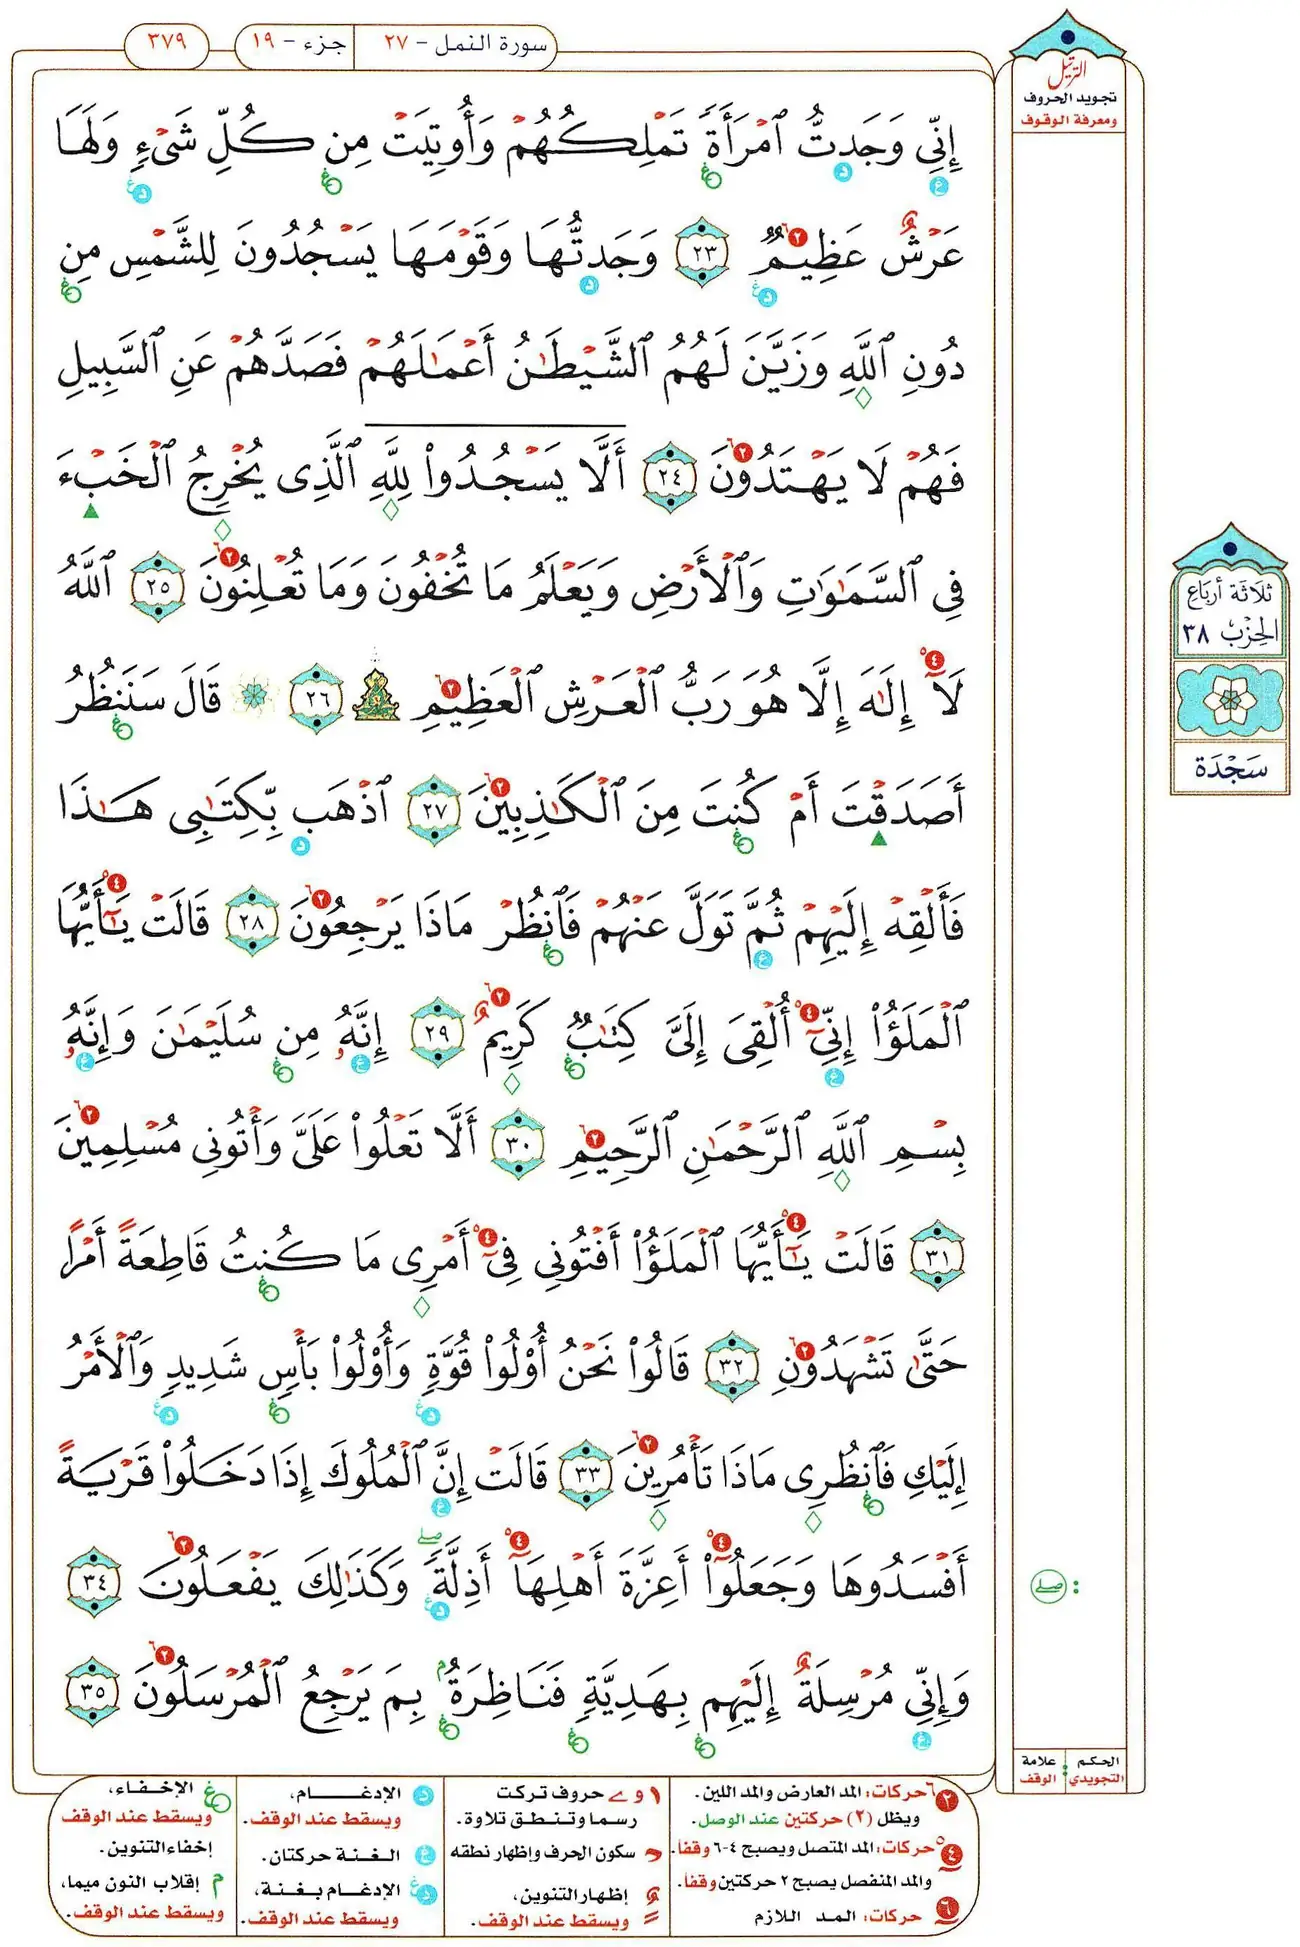 سورة النمل - ٢٧
جزء - ١٩
٣٧٩
الترتيل
تجويد الحروف
ومعرفة الوقوف
إِنِّي وَجَدتُّ ٱمْرَأَةً تَمْلِكُهُمْ وَأُوتِيَتْ مِن كُلِّ شَىْءٍ وَلَهَا
عَرْشٌ عَظِيمٌ ٢٣ وَجَدتُّهَا وَقَوْمَهَا يَسْجُدُونَ لِلشَّمْسِ مِن
دُونِ ٱللَّهِ وَزَيَّنَ لَهُمُ ٱلشَّيْطَٰنُ أَعْمَٰلَهُمْ فَصَدَّهُمْ عَنِ ٱلسَّبِيلِ
فَهُمْ لَا يَهْتَدُونَ ٢٤ أَلَّا يَسْجُدُوا۟ لِلَّهِ ٱلَّذِى يُخْرِجُ ٱلْخَبْءَ
فِى ٱلسَّمَٰوَٰتِ وَٱلْأَرْضِ وَيَعْلَمُ مَا تُخْفُونَ وَمَا تُعْلِنُونَ ٢٥ ٱللَّهُ
لَآ إِلَٰهَ إِلَّا هُوَ رَبُّ ٱلْعَرْشِ ٱلْعَظِيمِ ٢٦ قَالَ سَنَنظُرُ
أَصَدَقْتَ أَمْ كُنتَ مِنَ ٱلْكَٰذِبِينَ ٢٧ ٱذْهَب بِّكِتَٰبِى هَٰذَا
فَأَلْقِهْ إِلَيْهِمْ ثُمَّ تَوَلَّ عَنْهُمْ فَٱنظُرْ مَاذَا يَرْجِعُونَ ٢٨ قَالَتْ يَٰٓأَيُّهَا
ٱلْمَلَؤُا۟ إِنِّىٓ أُلْقِىَ إِلَىَّ كِتَٰبٌ كَرِيمٌ ٢٩ إِنَّهُۥ مِن سُلَيْمَٰنَ وَإِنَّهُۥ
بِسْمِ ٱللَّهِ ٱلرَّحْمَٰنِ ٱلرَّحِيمِ ٣٠ أَلَّا تَعْلُوا۟ عَلَىَّ وَأْتُونِى مُسْلِمِينَ
٣١ قَالَتْ يَٰٓأَيُّهَا ٱلْمَلَؤُا۟ أَفْتُونِى فِىٓ أَمْرِى مَا كُنتُ قَاطِعَةً أَمْرًا
حَتَّىٰ تَشْهَدُونِ ٣٢ قَالُوا۟ نَحْنُ أُو۟لُوا۟ قُوَّةٍ وَأُو۟لُوا۟ بَأْسٍ شَدِيدٍ وَٱلْأَمْرُ
إِلَيْكِ فَٱنظُرِى مَاذَا تَأْمُرِينَ ٣٣ قَالَتْ إِنَّ ٱلْمُلُوكَ إِذَا دَخَلُوا۟ قَرْيَةً
أَفْسَدُوهَا وَجَعَلُوٓا۟ أَعِزَّةَ أَهْلِهَآ أَذِلَّةً ۖ وَكَذَٰلِكَ يَفْعَلُونَ ٣٤
وَإِنِّى مُرْسِلَةٌ إِلَيْهِم بِهَدِيَّةٍ فَنَاظِرَةٌۢ بِمَ يَرْجِعُ ٱلْمُرْسَلُونَ ٣٥
ثلاثة أرباع
الحزب ٣٨
سجدة
: صلے
الحكم التجويدي : علامة الوقف
٢ ٦ حركات: المد العارض والمد اللين.
ويظل (٢) حركتين عند الوصل.
٤ ٥ حركات: المد المتصل ويصبح ٤-٦ وقفاً.
والمد المنفصل يصبح ٢ حركتين وقفاً.
٦ حركات: المد اللازم
ا و ے حروف تركت
رسما وتنطق تلاوة.
سكون الحرف وإظهار نطقه
إظهار التنوين،
ويسقط عند الوقف.
د الإدغام،
ويسقط عند الوقف.
غ الغنة حركتان.
الإدغام بغنة،
ويسقط عند الوقف.
الإخفاء،
ويسقط عند الوقف
إخفاء التنوين.
م إقلاب النون ميما،
ويسقط عند الوقف.